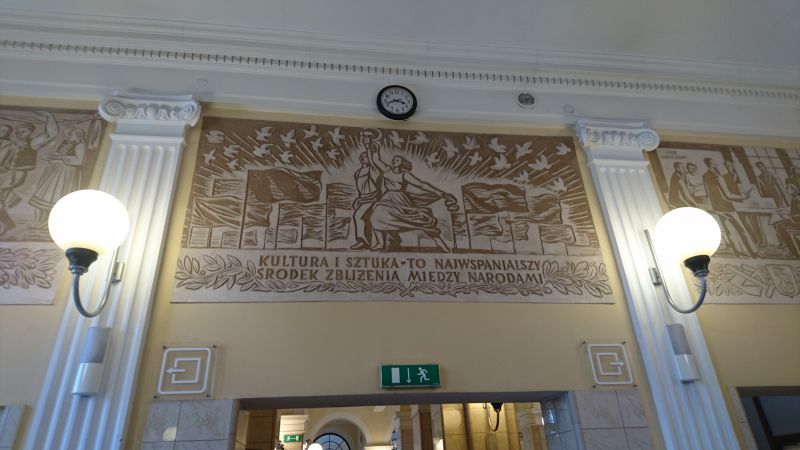 KULTURA I SZTUKA-TO NAJWSPANIALSZY
ŚRODEK ZBLIŻENIA MIĘDZY NARODAMI